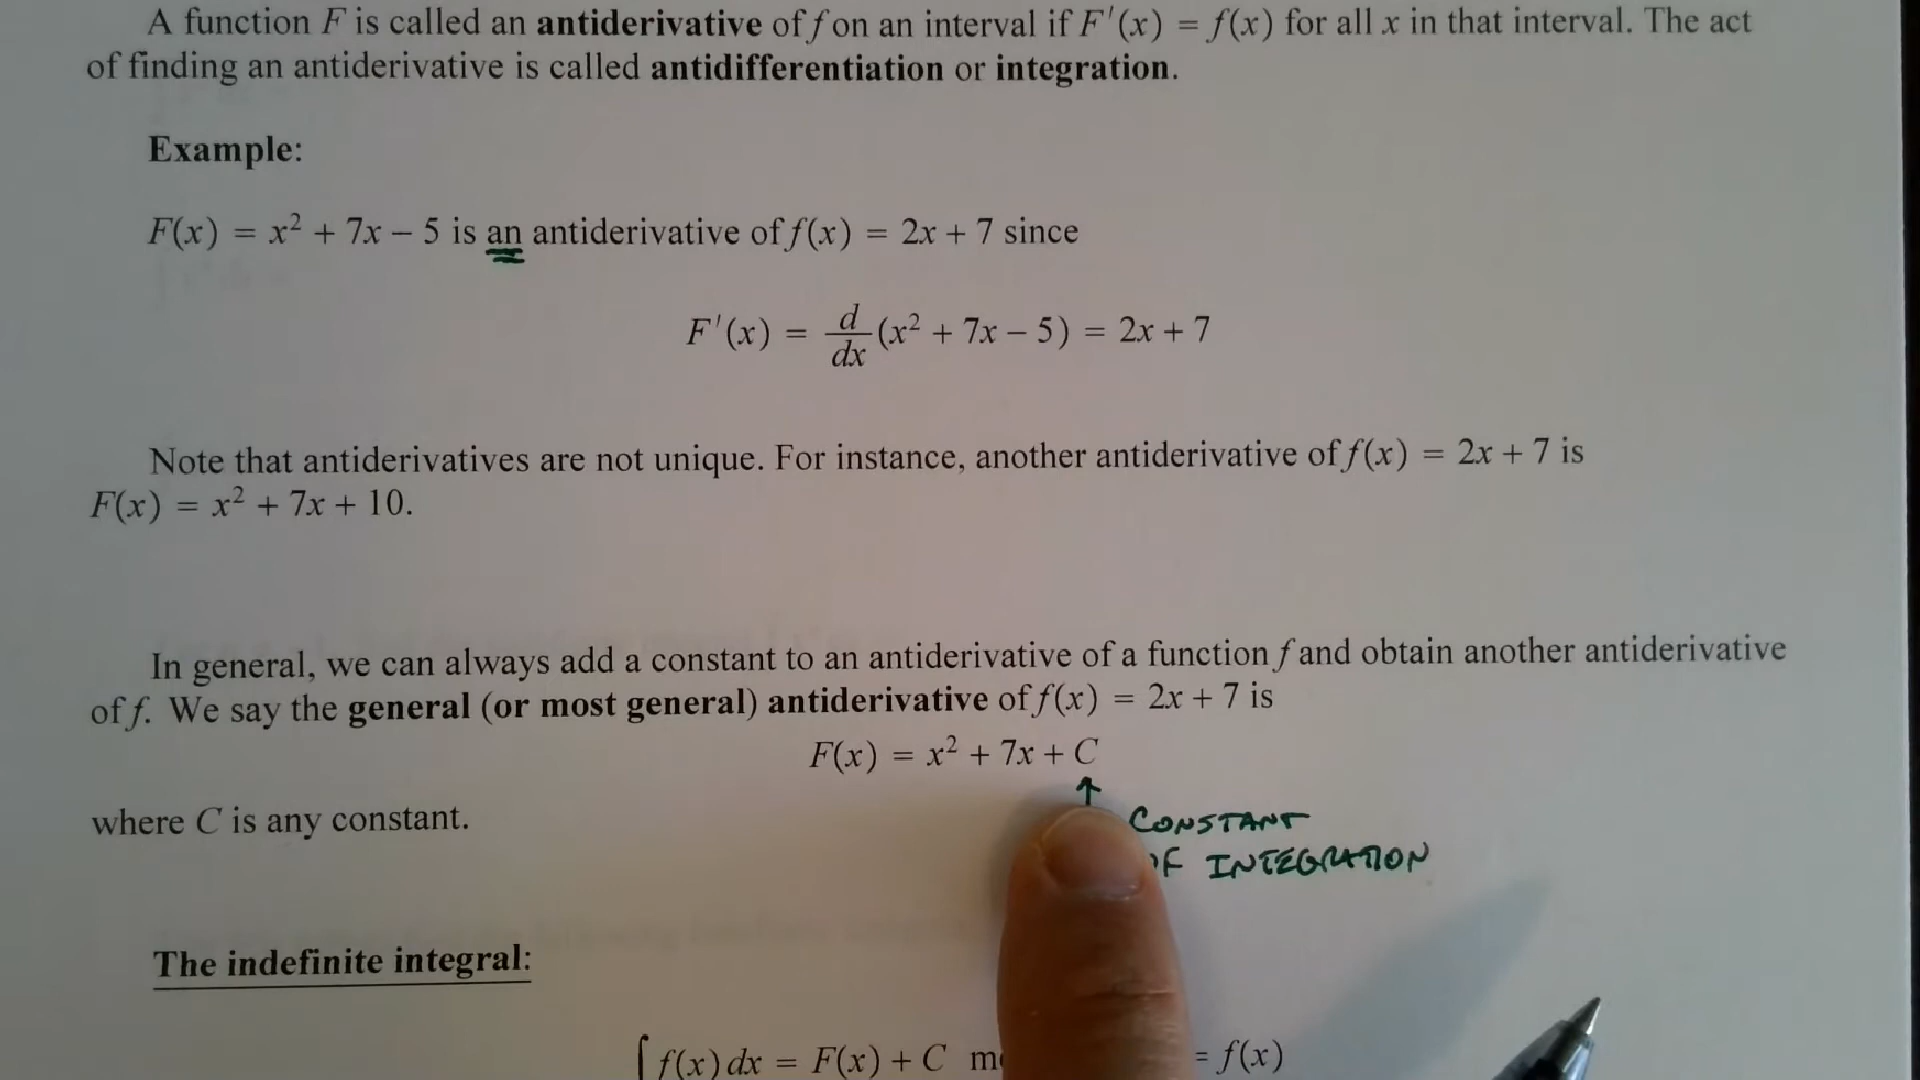 A function F is called an antiderivative of f on an interval if F'(x) = f(x) for all x in that interval. The act
of finding an antiderivative is called antidifferentiation or integration.
Example:
F(x) = x² + 7x – 5 is an antiderivative of f(x) = 2x + 7 since
F'(x) = d/dx (x² + 7x – 5) = 2x + 7
Note that antiderivatives are not unique. For instance, another antiderivative of f(x) = 2x + 7 is
F(x) = x² + 7x + 10.
In general, we can always add a constant to an antiderivative of a function f and obtain another antiderivative
of f. We say the general (or most general) antiderivative of f(x) = 2x + 7 is
F(x) = x² + 7x + C
↑
where C is any constant.
CONSTANT
OF INTEGRATION
The indefinite integral:
∫ f(x) dx = F(x) + C = f(x)